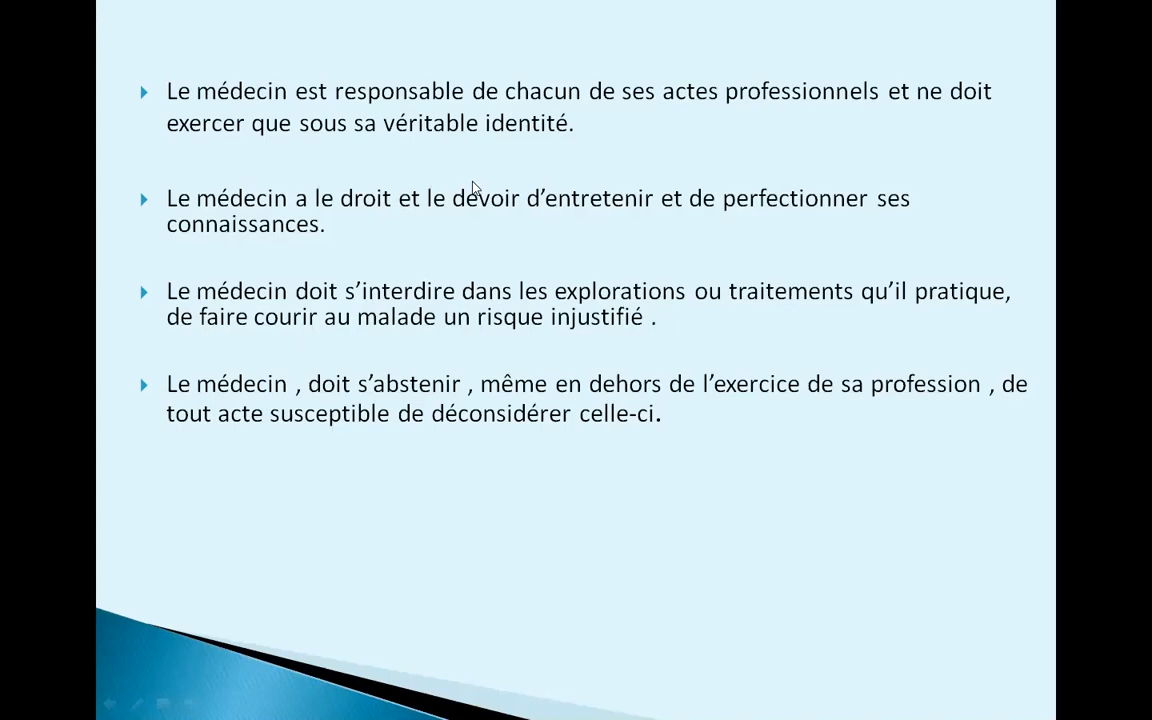 Le médecin est responsable de chacun de ses actes professionnels et ne doit
exercer que sous sa véritable identité.
Le médecin a le droit et le devoir d’entretenir et de perfectionner ses
connaissances.
Le médecin doit s’interdire dans les explorations ou traitements qu’il pratique,
de faire courir au malade un risque injustifié .
Le médecin , doit s’abstenir , même en dehors de l’exercice de sa profession , de
tout acte susceptible de déconsidérer celle-ci.